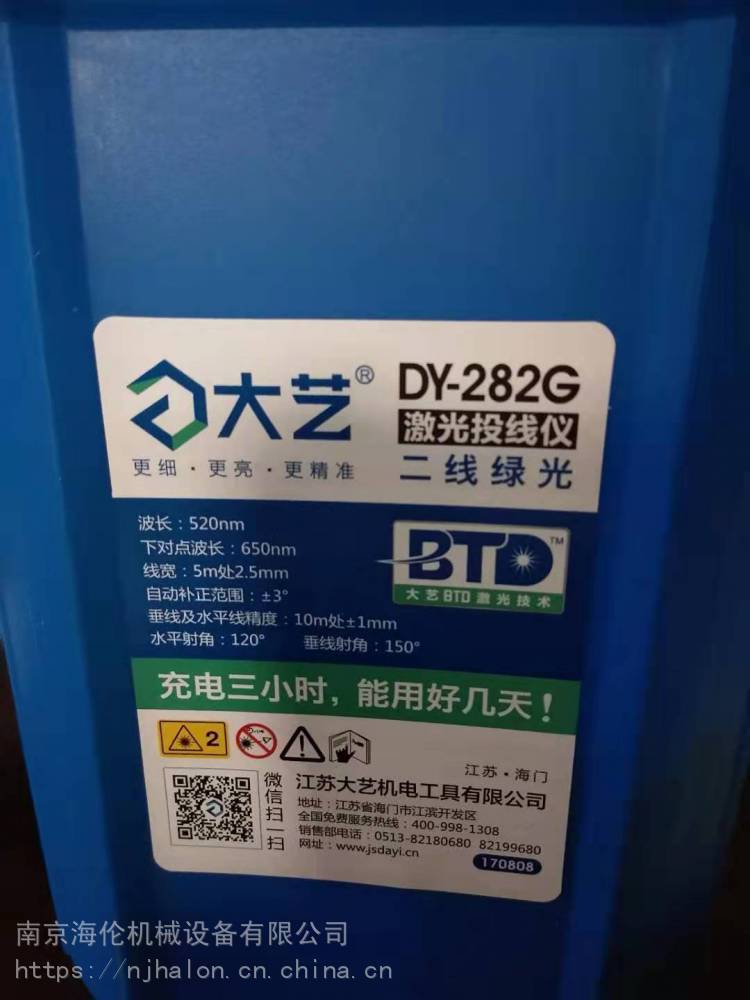 大艺®
更细·更亮·更精准
DY-282G
激光投线仪
二线绿光
波长：520nm
下对点波长：650nm
线宽：5m处2.5mm
自动补正范围：±3°
垂线及水平线精度：10m处±1mm
水平射角：120° 垂线射角：150°
BTD™
大艺BTD激光技术
充电三小时，能用好几天！
2
江苏·海门
微信扫一扫
江苏大艺机电工具有限公司
地址：江苏省海门市江滨开发区
全国免费服务热线：400-998-1308
销售部电话：0513-82180680 82199680
网址：www.jsdayi.cn
170808
南京海伦机械设备有限公司
https://njhalon.cn.china.cn